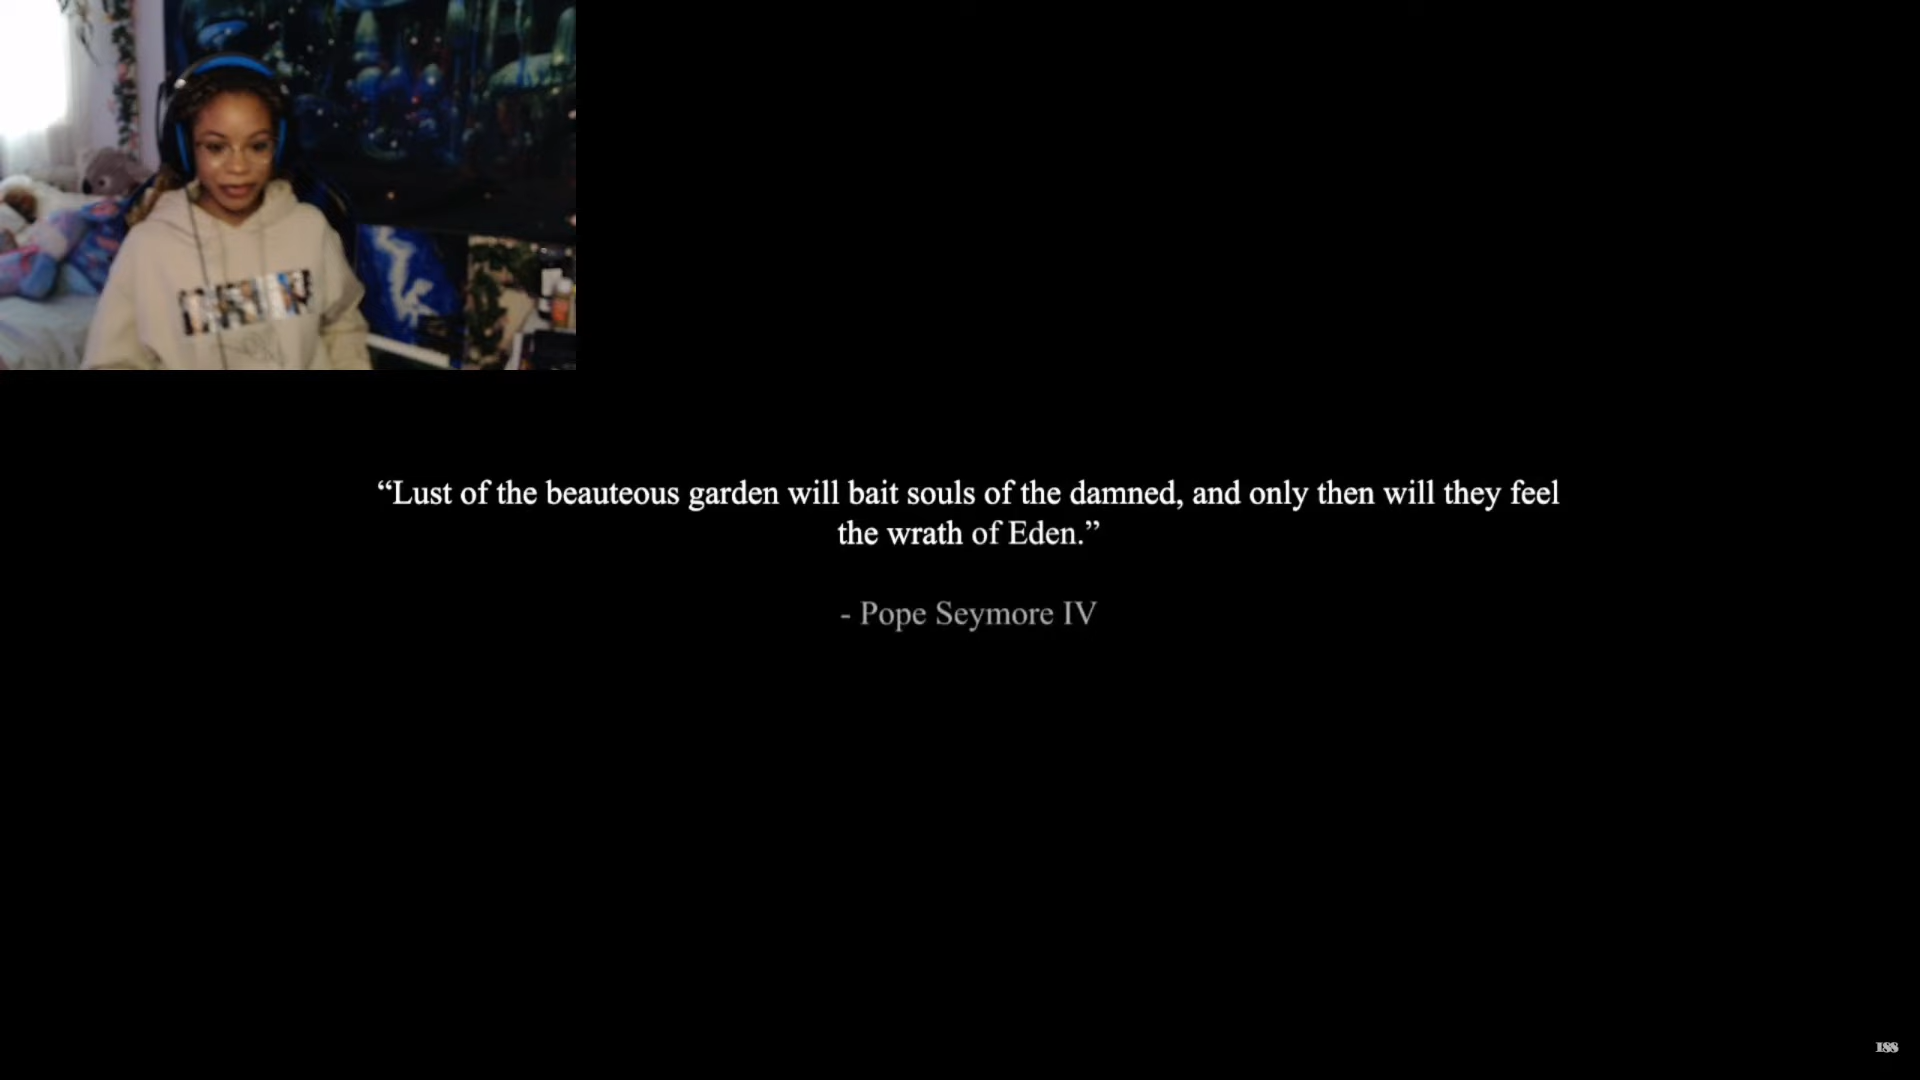 “Lust of the beauteous garden will bait souls of the damned, and only then will they feel
the wrath of Eden.”
- Pope Seymore IV
188